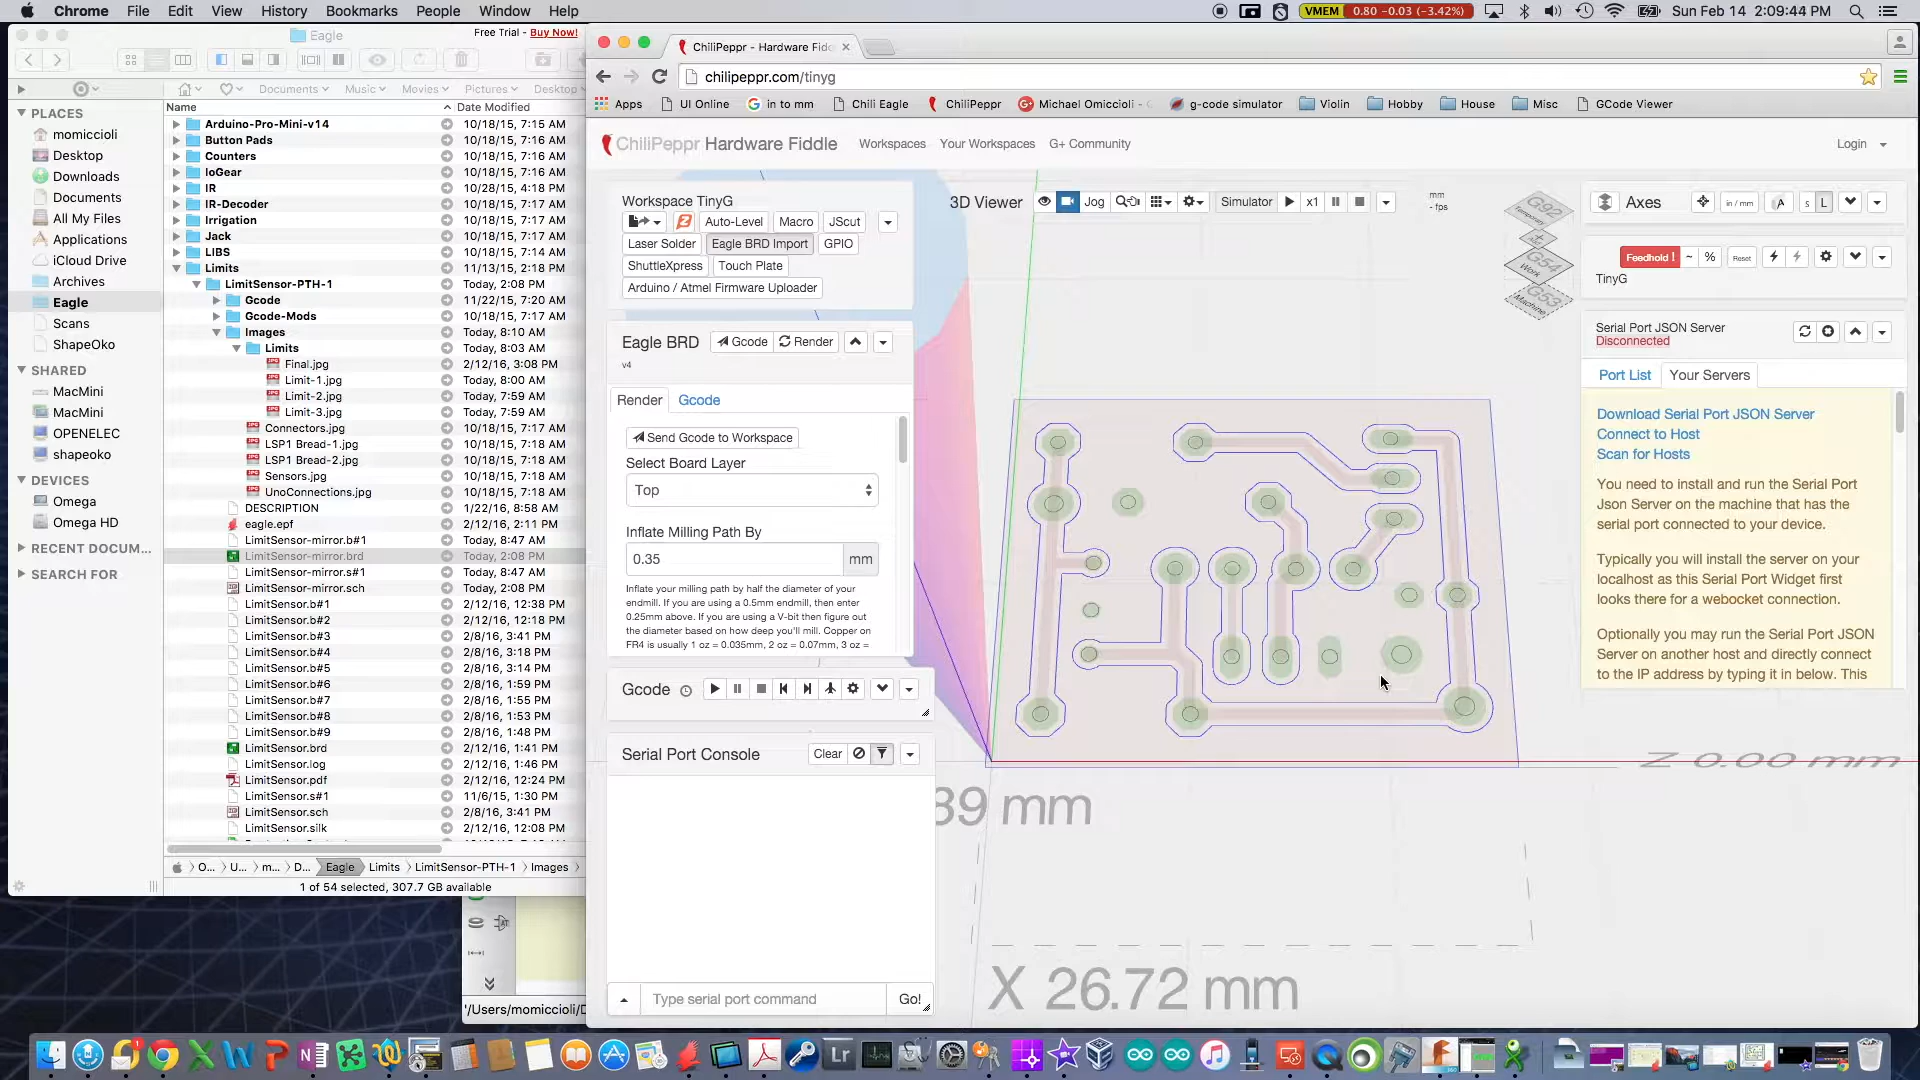 Chrome File Edit View History Bookmarks People Window Help
VMEM 0.80 -0.03 (-3.42%) Sun Feb 14 2:09:44 PM
Eagle
Free Trial - Buy Now!
Documents Music Movies Pictures Desktop
Name Date Modified
PLACES
momiccioli
Desktop
Downloads
Documents
All My Files
Applications
iCloud Drive
Archives
Eagle
Scans
ShapeOko
SHARED
MacMini
MacMini
OPENELEC
shapeoko
DEVICES
Omega
Omega HD
RECENT DOCUM...
SEARCH FOR
Arduino-Pro-Mini-v14 10/18/15, 7:15 AM
Button Pads 10/18/15, 7:16 AM
Counters 10/18/15, 7:16 AM
IoGear 10/18/15, 7:16 AM
IR 10/28/15, 4:18 PM
IR-Decoder 10/18/15, 7:17 AM
Irrigation 10/18/15, 7:17 AM
Jack 10/18/15, 7:17 AM
LIBS 10/18/15, 7:14 AM
Limits 11/13/15, 2:18 PM
LimitSensor-PTH-1 Today, 2:08 PM
Gcode 11/22/15, 7:20 AM
Gcode-Mods 10/18/15, 7:17 AM
Images Today, 8:10 AM
Limits Today, 8:03 AM
Final.jpg 2/12/16, 3:08 PM
Limit-1.jpg Today, 8:00 AM
Limit-2.jpg Today, 7:59 AM
Limit-3.jpg Today, 7:59 AM
Connectors.jpg 10/18/15, 7:17 AM
LSP1 Bread-1.jpg 10/18/15, 7:18 AM
LSP1 Bread-2.jpg 10/18/15, 7:18 AM
Sensors.jpg 10/18/15, 7:18 AM
UnoConnections.jpg 10/18/15, 7:18 AM
DESCRIPTION 1/22/16, 8:58 AM
eagle.epf 2/12/16, 2:11 PM
LimitSensor-mirror.b#1 Today, 8:47 AM
LimitSensor-mirror.brd Today, 2:08 PM
LimitSensor-mirror.s#1 Today, 8:47 AM
LimitSensor-mirror.sch Today, 2:08 PM
LimitSensor.b#1 2/12/16, 12:38 PM
LimitSensor.b#2 2/12/16, 12:18 PM
LimitSensor.b#3 2/8/16, 3:41 PM
LimitSensor.b#4 2/8/16, 3:18 PM
LimitSensor.b#5 2/8/16, 3:14 PM
LimitSensor.b#6 2/8/16, 1:59 PM
LimitSensor.b#7 2/8/16, 1:55 PM
LimitSensor.b#8 2/8/16, 1:53 PM
LimitSensor.b#9 2/8/16, 1:48 PM
LimitSensor.brd 2/12/16, 1:41 PM
LimitSensor.log 2/12/16, 1:46 PM
LimitSensor.pdf 2/12/16, 12:24 PM
LimitSensor.s#1 11/6/15, 1:30 PM
LimitSensor.sch 2/8/16, 3:41 PM
LimitSensor.silk 2/12/16, 12:08 PM
O... U... m... D... Eagle Limits LimitSensor-PTH-1 Images
1 of 54 selected, 307.7 GB available
'/Users/momiccioli/D
ChiliPeppr - Hardware Fidd
chilipeppr.com/tinyg
Apps UI Online in to mm Chili Eagle ChiliPeppr Michael Omiccioli - g-code simulator Violin Hobby House Misc GCode Viewer
ChiliPeppr Hardware Fiddle Workspaces Your Workspaces G+ Community Login
Workspace TinyG
Auto-Level Macro JScut
Laser Solder Eagle BRD Import GPIO
ShuttleXpress Touch Plate
Arduino / Atmel Firmware Uploader
Eagle BRD Gcode Render
v4
Render Gcode
Send Gcode to Workspace
Select Board Layer
Top
Inflate Milling Path By
0.35 mm
Inflate your milling path by half the diameter of your
endmill. If you are using a 0.5mm endmill, then enter
0.25mm above. If you are using a V-bit then figure out
the diameter based on how deep you'll mill. Copper on
FR4 is usually 1 oz = 0.035mm, 2 oz = 0.07mm, 3 oz =
Gcode
Serial Port Console Clear
Type serial port command Go!
3D Viewer Jog Simulator x1
mm
- fps
G92
Temporary
G54
Work
G53
Machine
Z 0.00 mm
39 mm
X 26.72 mm
Axes in / mm A s L
Feedhold ! ~ % Reset
TinyG
Serial Port JSON Server
Disconnected
Port List Your Servers
Download Serial Port JSON Server
Connect to Host
Scan for Hosts
You need to install and run the Serial Port
Json Server on the machine that has the
serial port connected to your device.
Typically you will install the server on your
localhost as this Serial Port Widget first
looks there for a webocket connection.
Optionally you may run the Serial Port JSON
Server on another host and directly connect
to the IP address by typing it in below. This